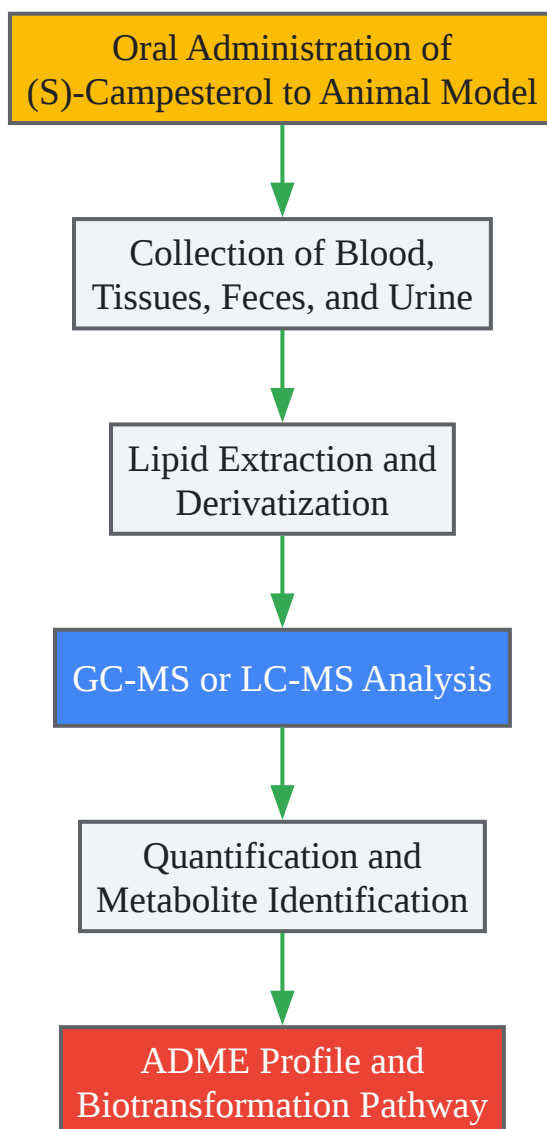 Oral Administration of
(S)-Campesterol to Animal Model
Collection of Blood,
Tissues, Feces, and Urine
Lipid Extraction and
Derivatization
GC-MS or LC-MS Analysis
Quantification and
Metabolite Identification
ADME Profile and
Biotransformation Pathway